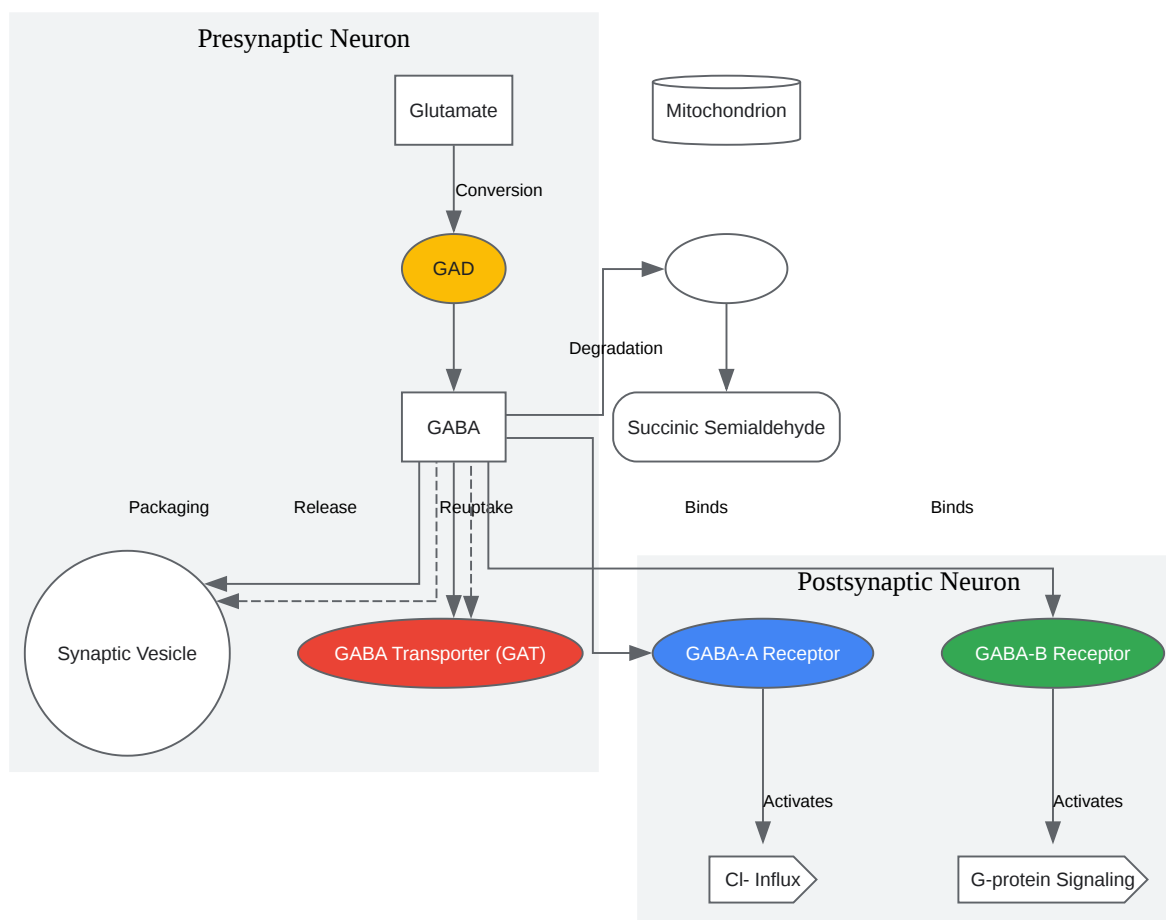 Presynaptic Neuron
Glutamate
Mitochondrion
Conversion
GAD
Degradation
GABA
Succinic Semialdehyde
Packaging
Release
Reuptake
Binds
Binds
Postsynaptic Neuron
Synaptic Vesicle
GABA Transporter (GAT)
GABA-A Receptor
GABA-B Receptor
Activates
Activates
Cl- Influx
G-protein Signaling